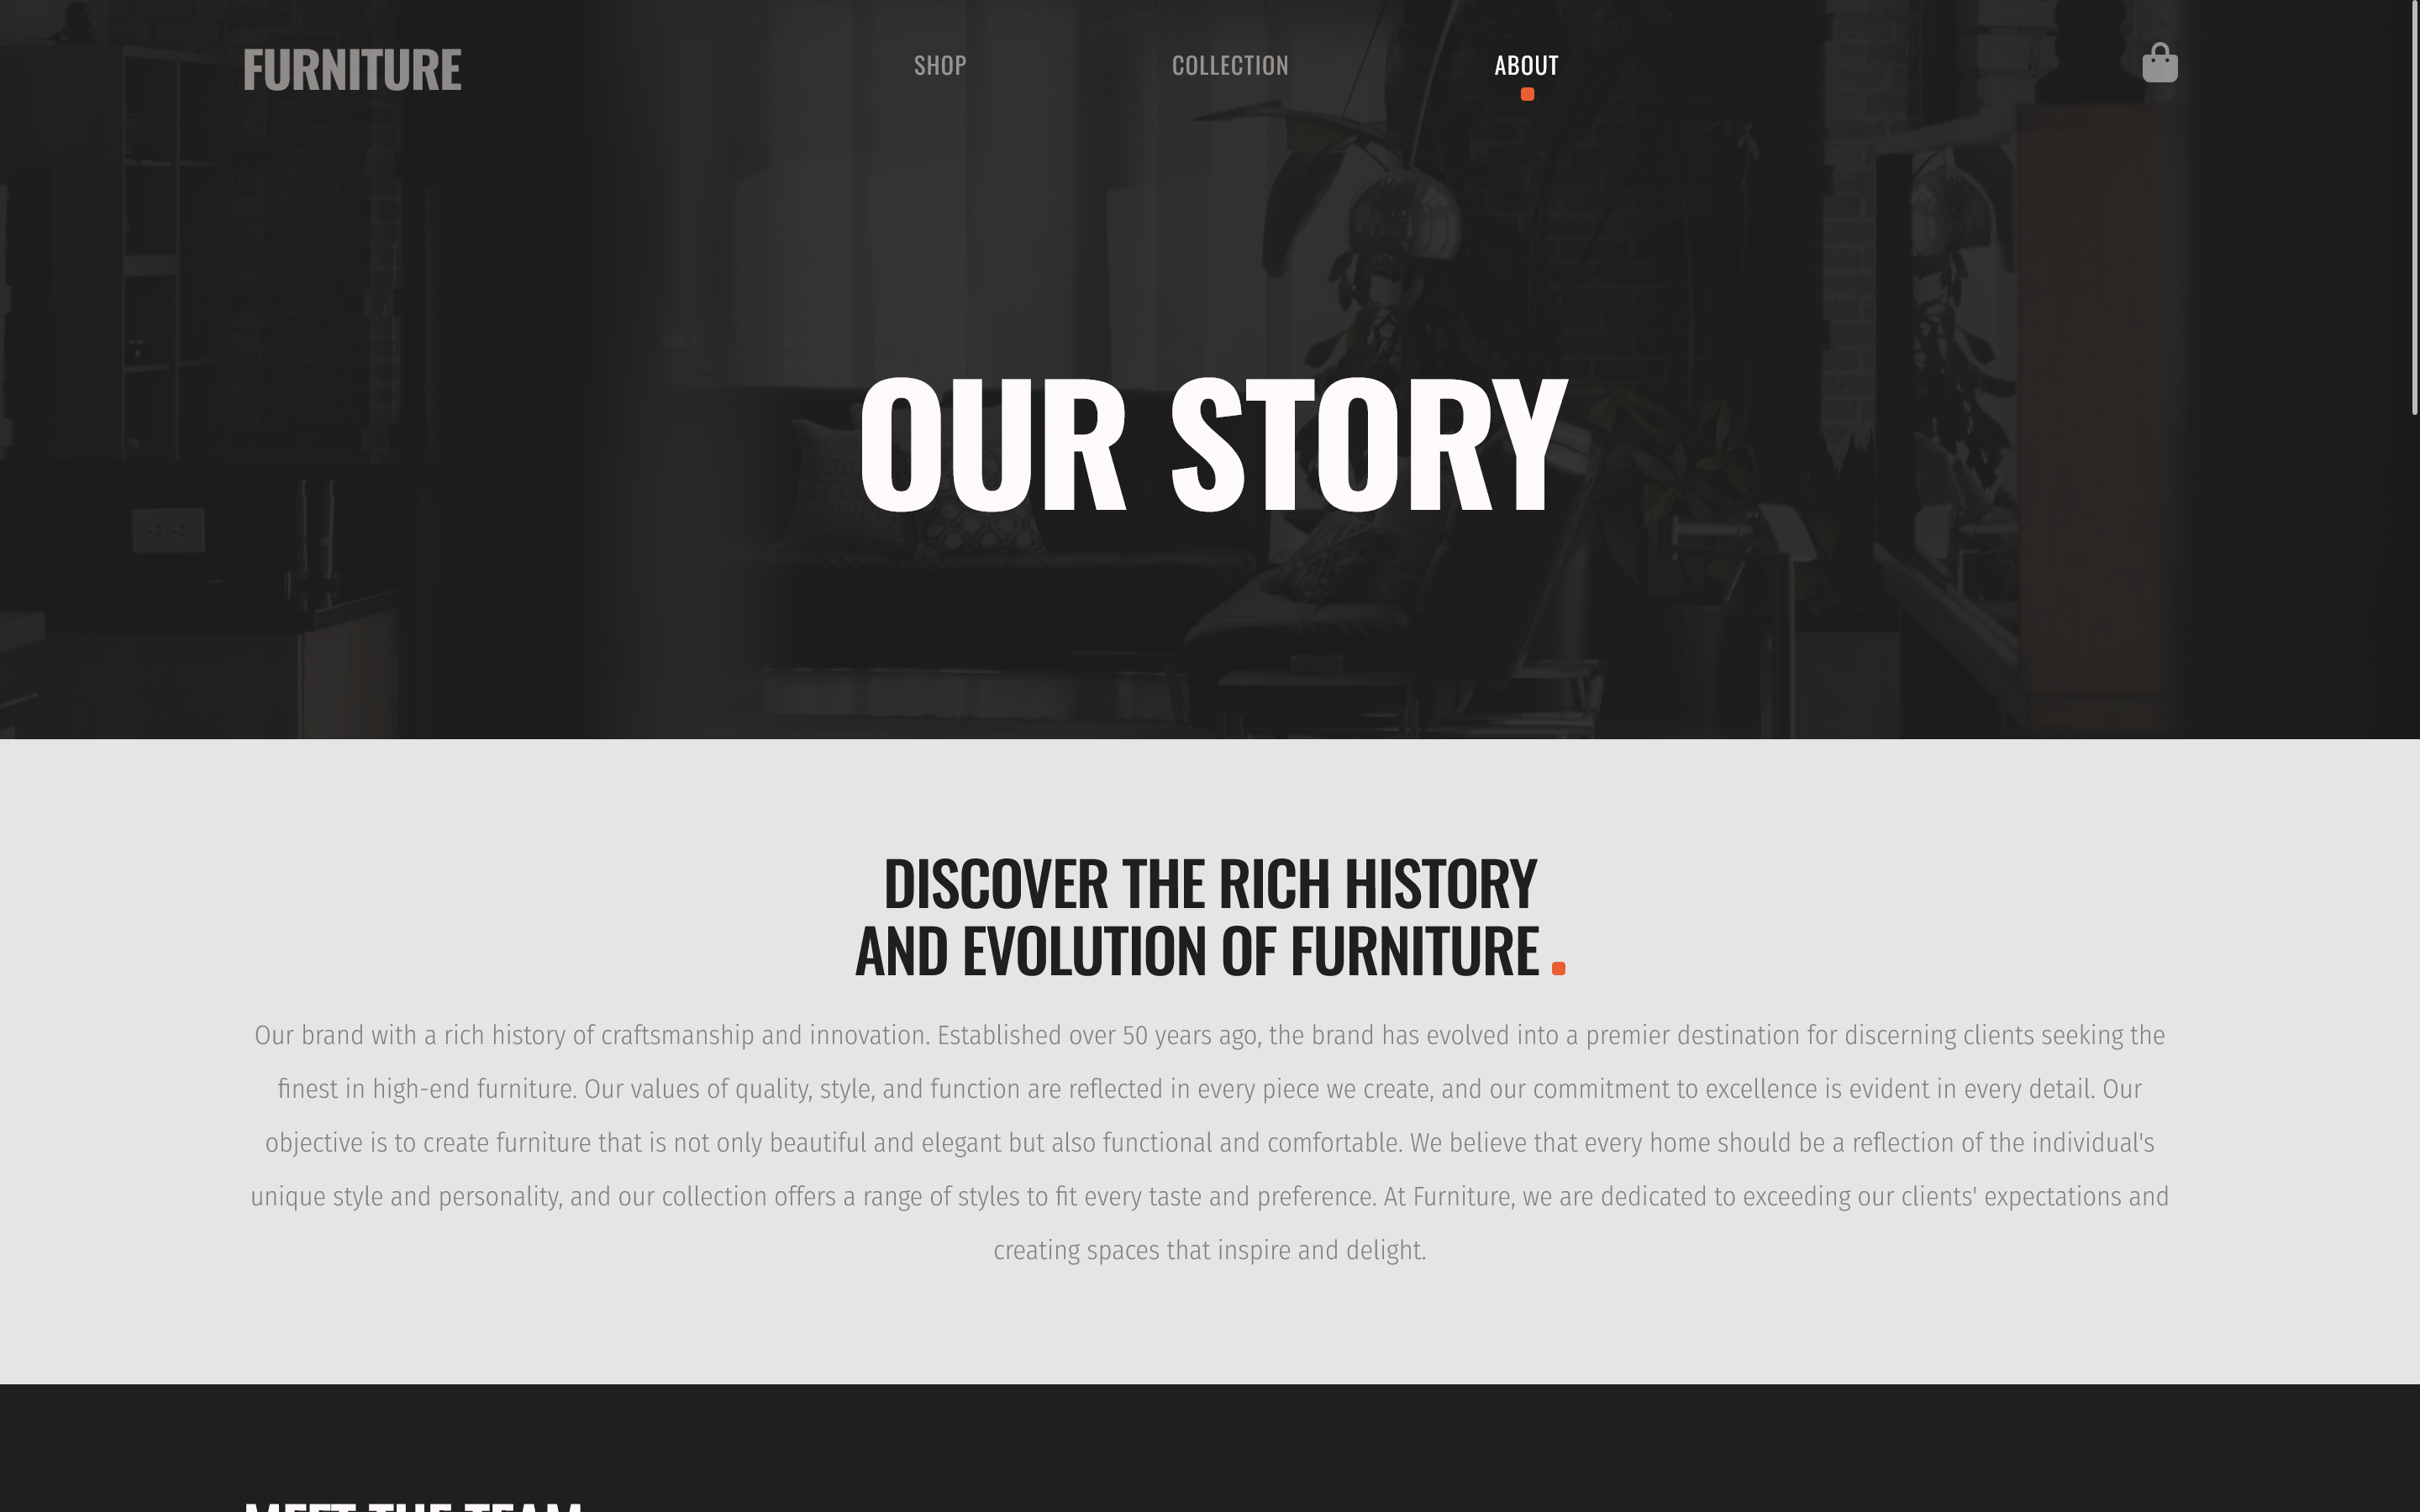 FURNITURE
SHOP
COLLECTION
ABOUT
OUR STORY
DISCOVER THE RICH HISTORY
AND EVOLUTION OF FURNITURE.
Our brand with a rich history of craftsmanship and innovation. Established over 50 years ago, the brand has evolved into a premier destination for discerning clients seeking the
finest in high-end furniture. Our values of quality, style, and function are reflected in every piece we create, and our commitment to excellence is evident in every detail. Our
objective is to create furniture that is not only beautiful and elegant but also functional and comfortable. We believe that every home should be a reflection of the individual's
unique style and personality, and our collection offers a range of styles to fit every taste and preference. At Furniture, we are dedicated to exceeding our clients' expectations and
creating spaces that inspire and delight.
MEET THE TEAM